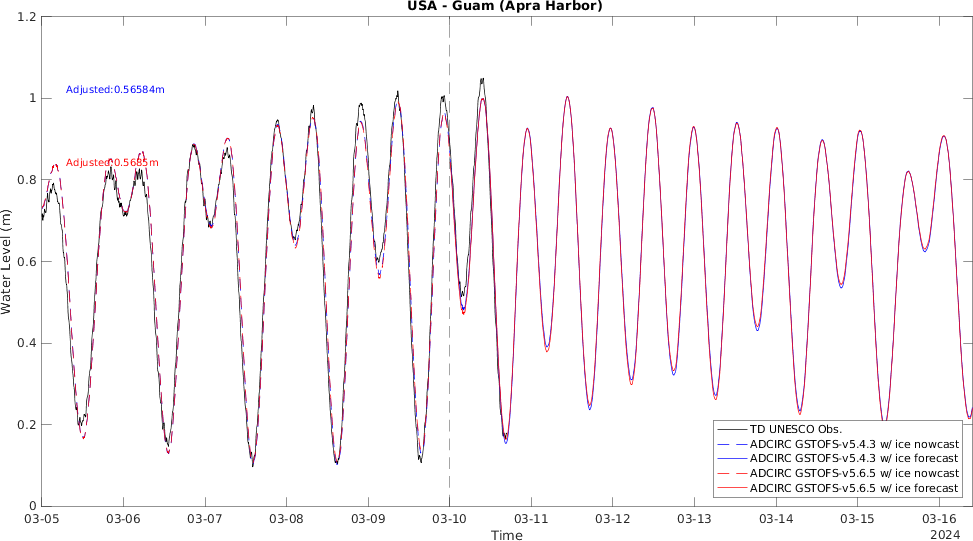 USA - Guam (Apra Harbor)
1.2
1
0.8
0.6
0.4
0.2
0
Water Level (m)
Adjusted:0.56584m
Adjusted:0.5685m
TD UNESCO Obs.
ADCIRC GSTOFS-v5.4.3 w/ ice nowcast
ADCIRC GSTOFS-v5.4.3 w/ ice forecast
ADCIRC GSTOFS-v5.6.5 w/ ice nowcast
ADCIRC GSTOFS-v5.6.5 w/ ice forecast
03-05 03-06 03-07 03-08 03-09 03-10 03-11 03-12 03-13 03-14 03-15 03-16
2024
Time